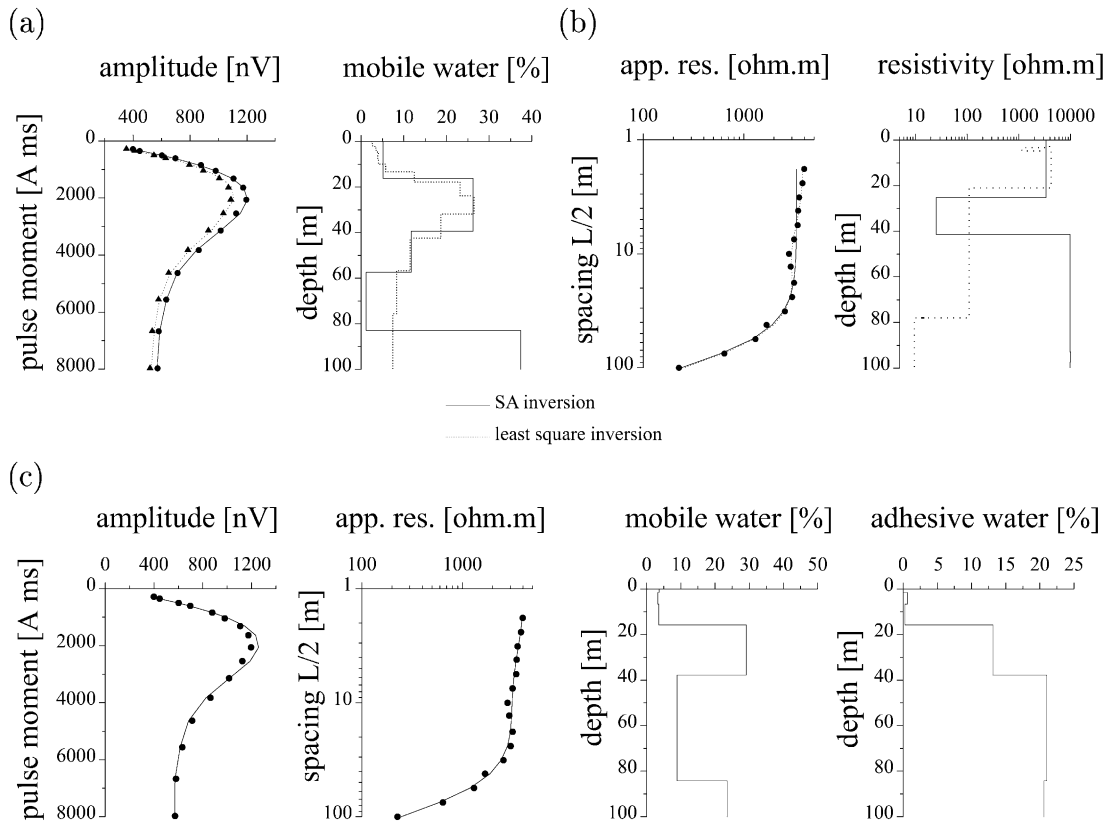 (a)
(b)
amplitude [nV]
mobile water [%]
app. res. [ohm.m]
resistivity [ohm.m]
400 800 1200
0 10 20 30 40
100 1000
10 100 1000 10000
pulse moment [A ms]
0
2000
4000
6000
8000
depth [m]
0
20
40
60
80
100
spacing L/2 [m]
1
10
100
depth [m]
0
20
40
60
80
100
SA inversion
least square inversion
(c)
amplitude [nV]
app. res. [ohm.m]
mobile water [%]
adhesive water [%]
0 400 800 1200
100 1000
0 10 20 30 40 50
0 5 10 15 20 25
pulse moment [A ms]
0
2000
4000
6000
8000
spacing L/2 [m]
1
10
100
depth [m]
0
20
40
60
80
100
depth [m]
0
20
40
60
80
100